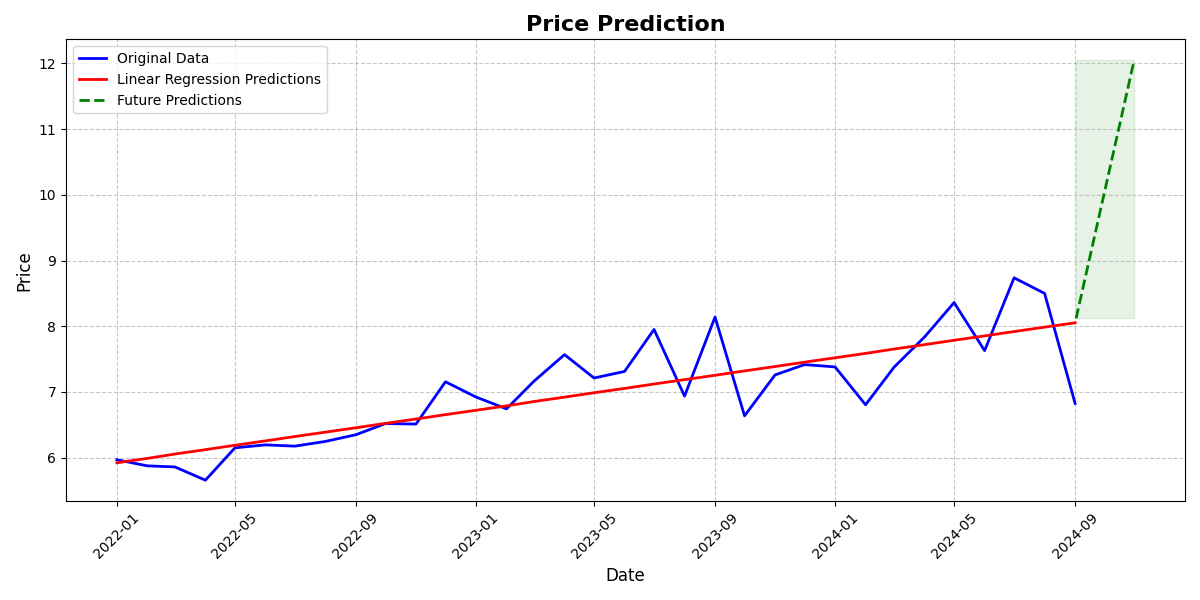 Price Prediction
Original Data
Linear Regression Predictions
Future Predictions
Price
12
11
10
9
8
7
6
2022-01
2022-05
2022-09
2023-01
2023-05
2023-09
2024-01
2024-05
2024-09
Date